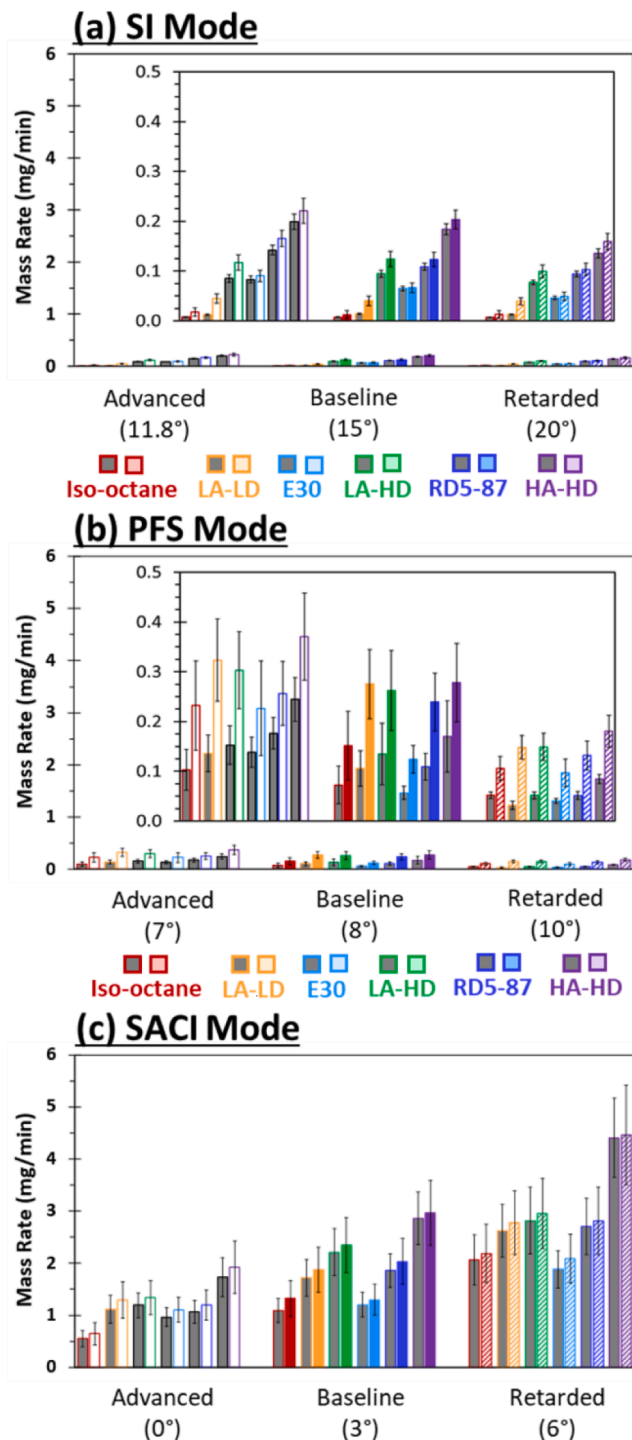 (a) SI Mode
Mass Rate (mg/min)
6
5
4
3
2
1
0
0.5
0.4
0.3
0.2
0.1
0.0
Advanced Baseline Retarded
(11.8°) (15°) (20°)
Iso-octane LA-LD E30 LA-HD RD5-87 HA-HD
(b) PFS Mode
Mass Rate (mg/min)
6
5
4
3
2
1
0
0.5
0.4
0.3
0.2
0.1
0.0
Advanced Baseline Retarded
(7°) (8°) (10°)
Iso-octane LA-LD E30 LA-HD RD5-87 HA-HD
(c) SACI Mode
Mass Rate (mg/min)
6
5
4
3
2
1
0
Advanced Baseline Retarded
(0°) (3°) (6°)